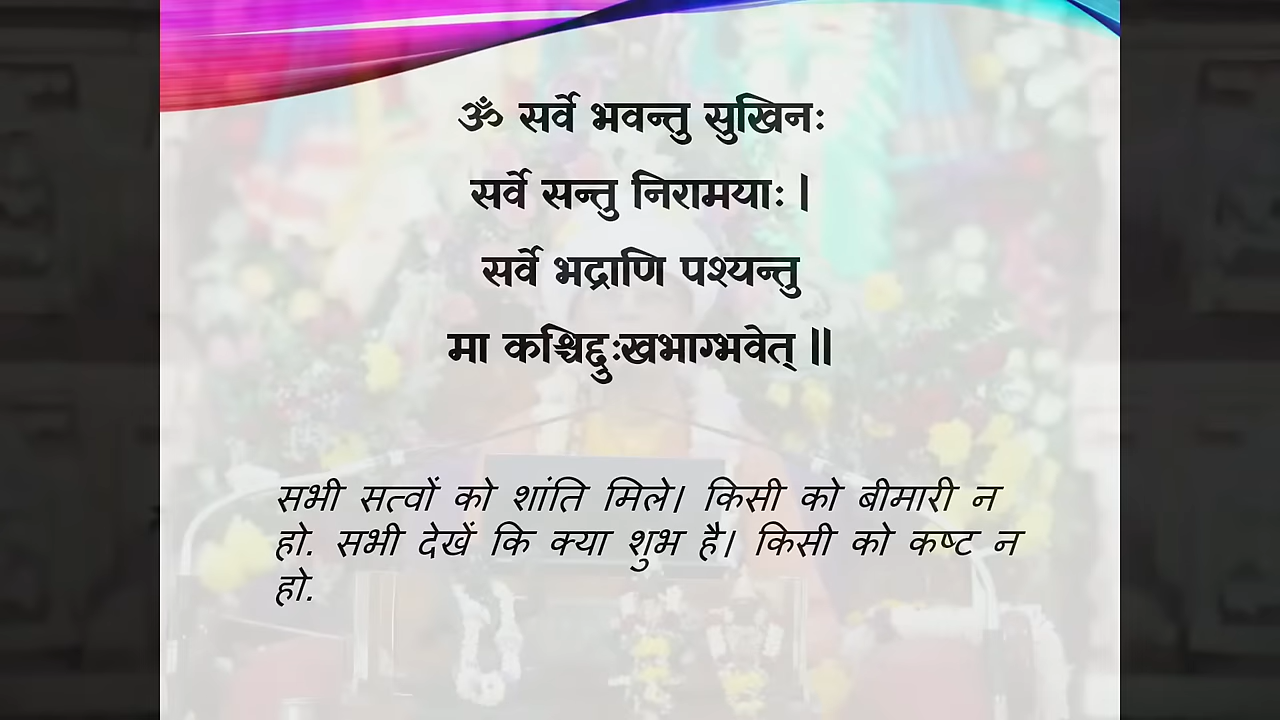 ॐ सर्वे भवन्तु सुखिनः
सर्वे सन्तु निरामयाः ।
सर्वे भद्राणि पश्यन्तु
मा कश्चिद्दुःखभाग्भवेत् ॥
सभी सत्वों को शांति मिले। किसी को बीमारी न
हो. सभी देखें कि क्या शुभ है। किसी को कष्ट न
हो.